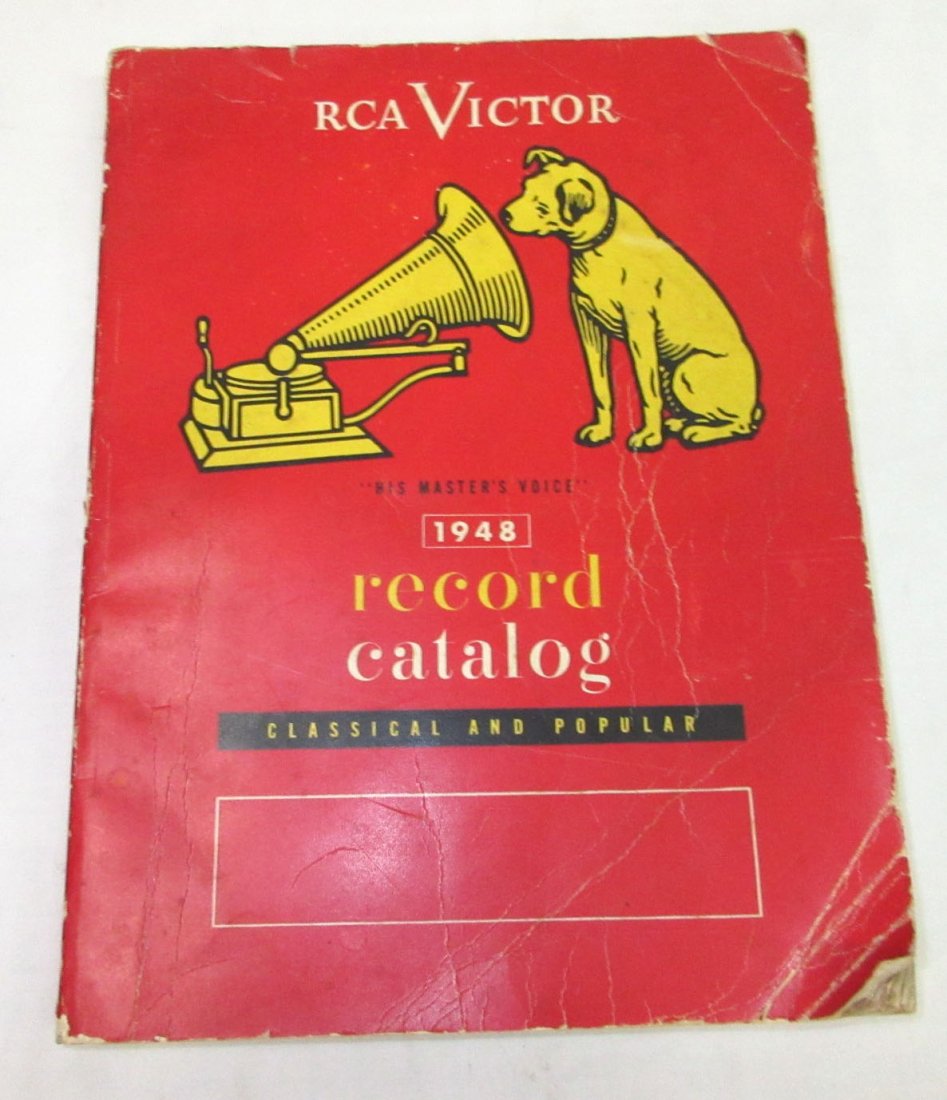 RCA VICTOR
"HIS MASTER'S VOICE"
1948
record
catalog
CLASSICAL AND POPULAR